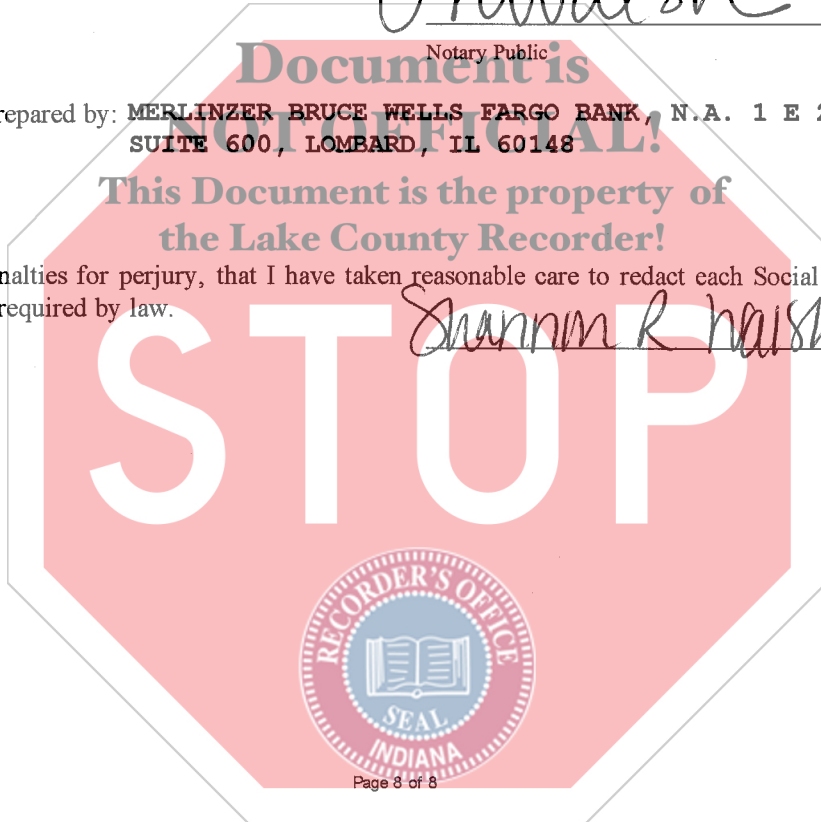 Notary Public
Document is
repared by: MERLINZER BRUCE WELLS FARGO BANK, N.A. 1 E 2
NOT OFFICIAL!
SUITE 600, LOMBARD, IL 60148
This Document is the property of
the Lake County Recorder!
nalties for perjury, that I have taken reasonable care to redact each Social
required by law.
Shannon R
STOP
RECORDER'S OFFICE
SEAL
INDIANA
Page 8 of 8